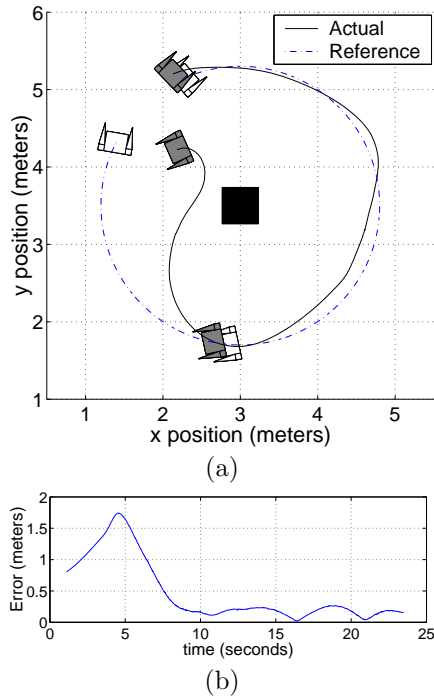 Actual
Reference
6
5
4
3
2
1
y position (meters)
1 2 3 4 5
x position (meters)
(a)
2
1.5
1
0.5
0
Error (meters)
0 5 10 15 20 25
time (seconds)
(b)